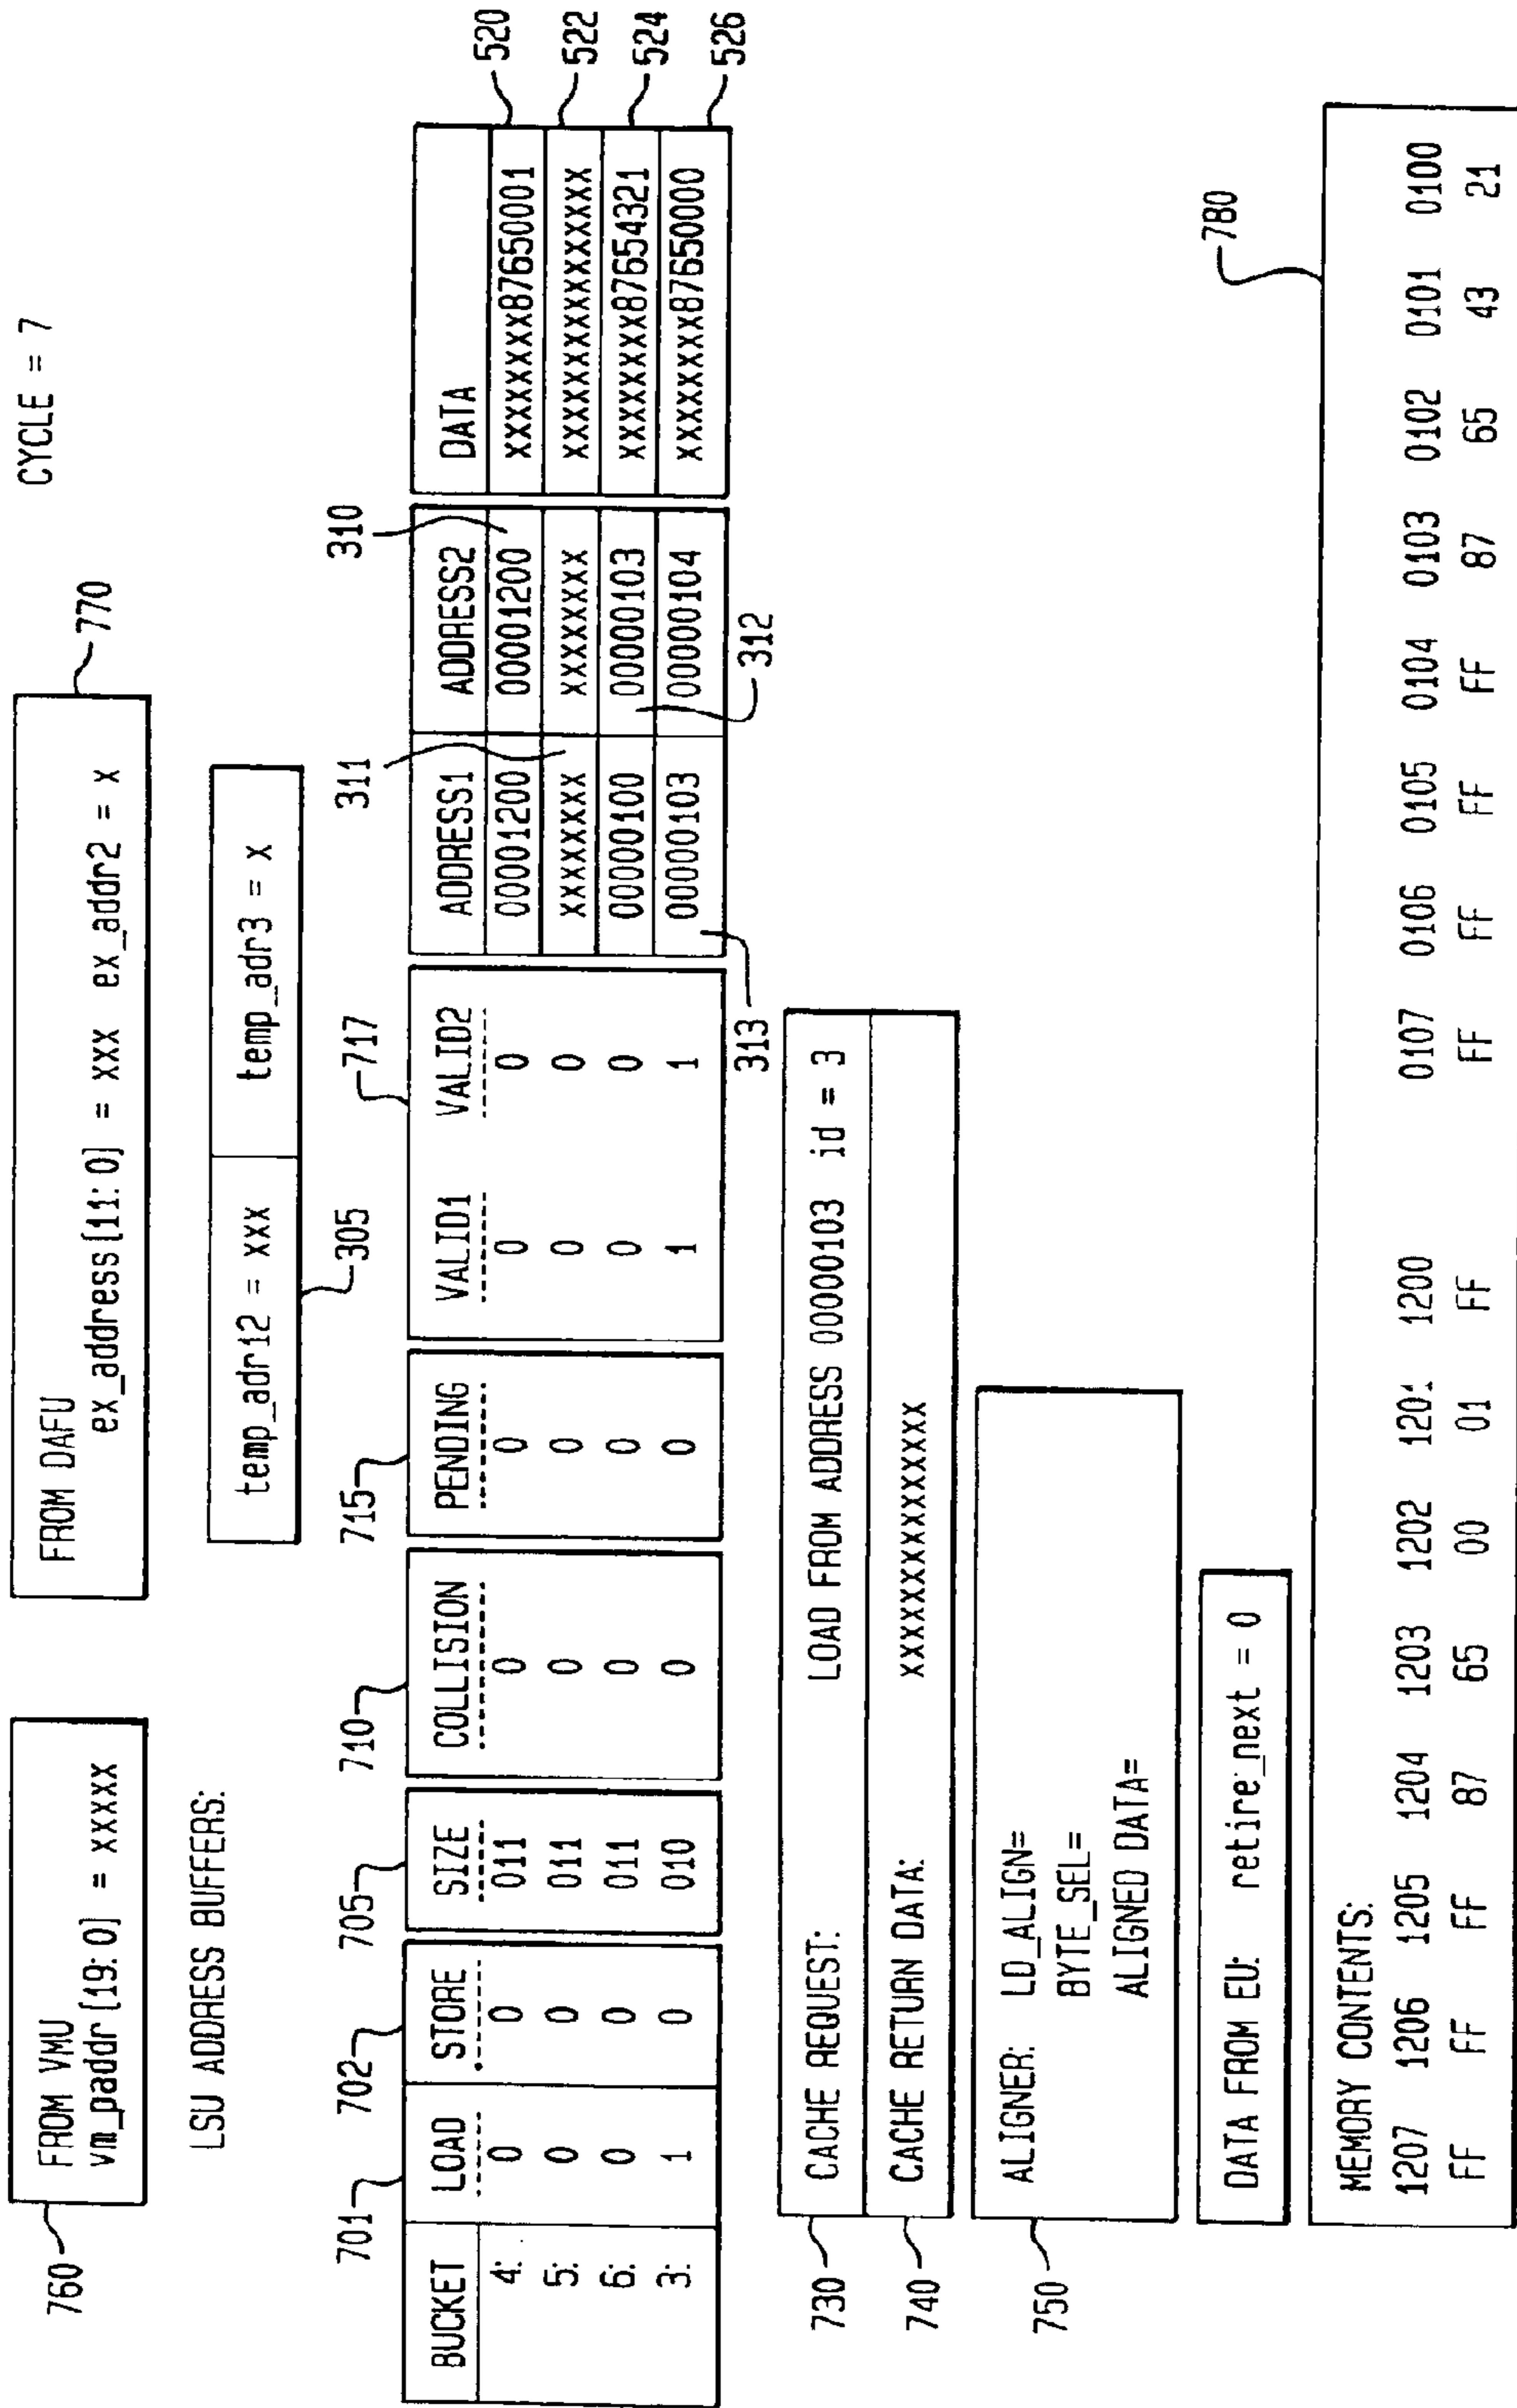 CYCLE = 7
760
FROM VMU
vm_paddr [19:0] = XXXXX
FROM DAFU
ex_address[11:0] = XXX ex_addr2 = X
770
LSU ADDRESS BUFFERS:
temp_adr12 = XXX temp_adr3 = X
305
701 702 705 710 715 717 311 310
BUCKET LOAD STORE SIZE COLLISION PENDING VALID1 VALID2 ADDRESS1 ADDRESS2 DATA
4: 0 0 011 0 0 0 0 00001200 00001200 XXXXXXXX87650001 520
5: 0 0 011 0 0 0 0 XXXXXXXX XXXXXXXX XXXXXXXXXXXXXXXX 522
6: 0 0 011 0 0 0 0 00000100 00000103 XXXXXXXX87654321 524
3: 1 0 010 0 0 1 1 00000103 00000104 XXXXXXXX87650000 526
313 312
730
CACHE REQUEST: LOAD FROM ADDRESS 00000103 id = 3
740
CACHE RETURN DATA: XXXXXXXXXXXXXXXX
750
ALIGNER: LD_ALIGN=
BYTE_SEL=
ALIGNED DATA=
DATA FROM EU: retire_next = 0
780
MEMORY CONTENTS:
1207 1206 1205 1204 1203 1202 1201 1200 0107 0106 0105 0104 0103 0102 0101 0100
FF FF FF 87 65 00 01 FF FF FF FF FF 87 65 43 21